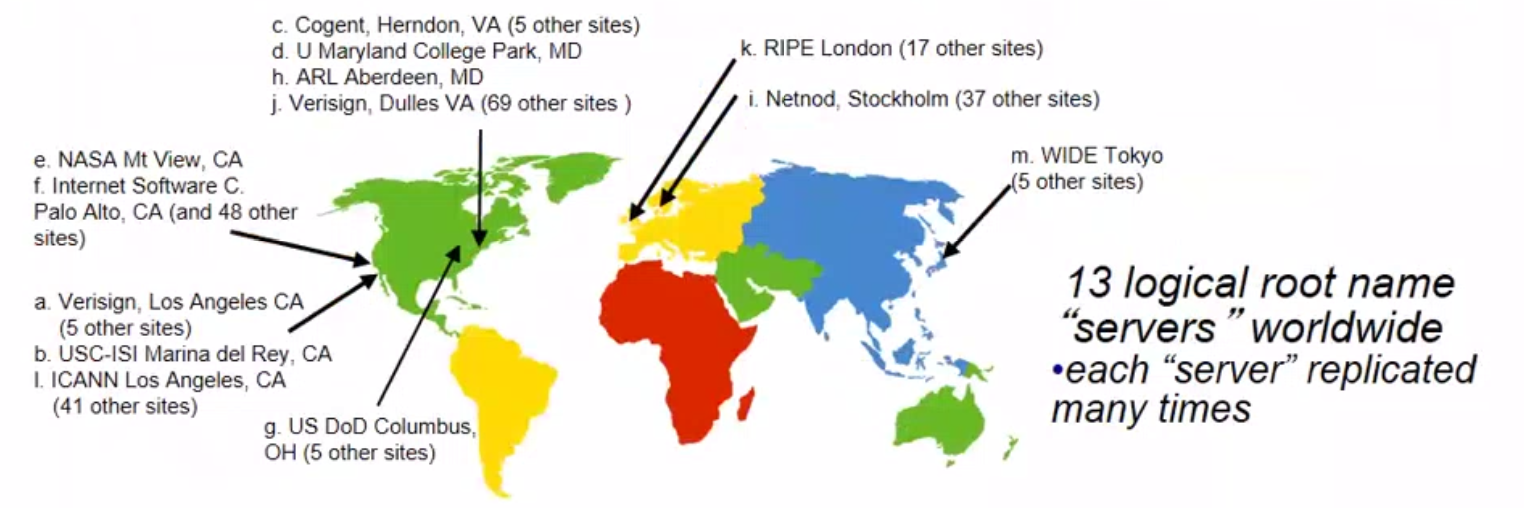 c. Cogent, Herndon, VA (5 other sites)
d. U Maryland College Park, MD
h. ARL Aberdeen, MD
j. Verisign, Dulles VA (69 other sites )
k. RIPE London (17 other sites)
i. Netnod, Stockholm (37 other sites)
m. WIDE Tokyo
(5 other sites)
e. NASA Mt View, CA
f. Internet Software C.
Palo Alto, CA (and 48 other
sites)
a. Verisign, Los Angeles CA
(5 other sites)
b. USC-ISI Marina del Rey, CA
l. ICANN Los Angeles, CA
(41 other sites)
g. US DoD Columbus,
OH (5 other sites)
13 logical root name
“servers ” worldwide
•each “server” replicated
many times